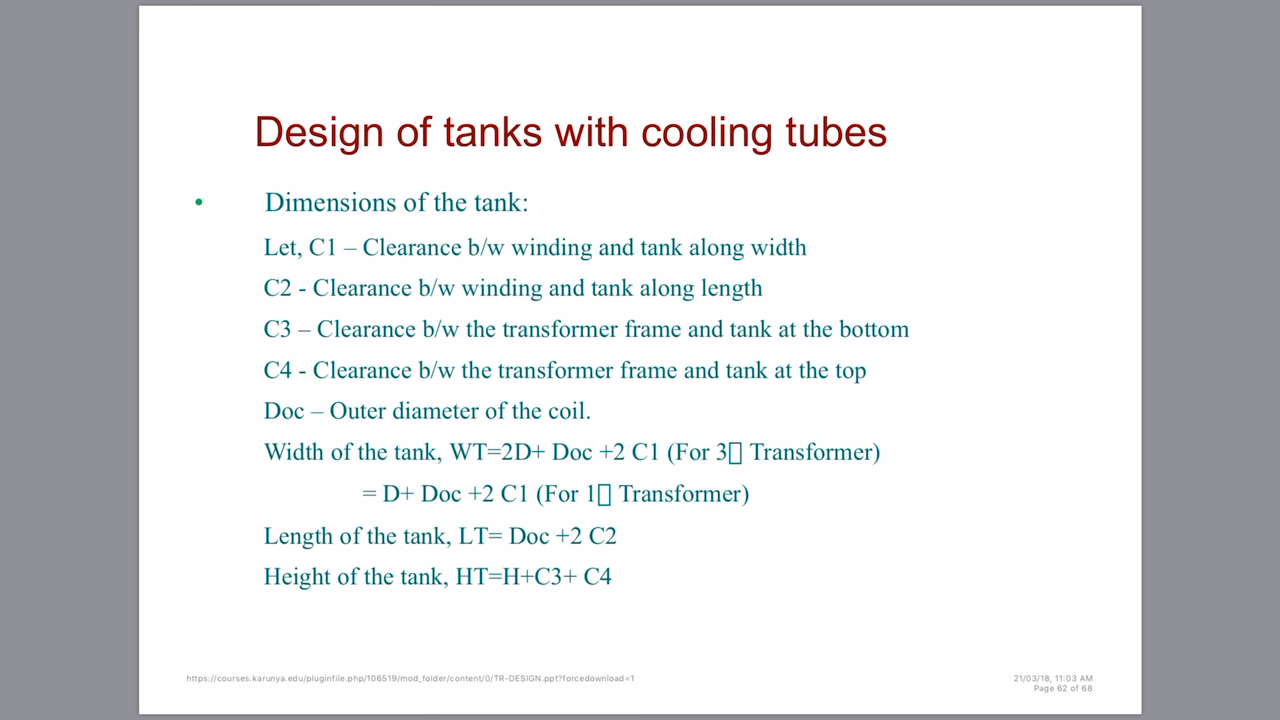 Design of tanks with cooling tubes
• Dimensions of the tank:
Let, C1 – Clearance b/w winding and tank along width
C2 - Clearance b/w winding and tank along length
C3 – Clearance b/w the transformer frame and tank at the bottom
C4 - Clearance b/w the transformer frame and tank at the top
Doc – Outer diameter of the coil.
Width of the tank, WT=2D+ Doc +2 C1 (For 3▯ Transformer)
= D+ Doc +2 C1 (For 1▯ Transformer)
Length of the tank, LT= Doc +2 C2
Height of the tank, HT=H+C3+ C4
https://courses.karunya.edu/pluginfile.php/106519/mod_folder/content/0/TR-DESIGN.ppt?forcedownload=1
21/03/18, 11:03 AM
Page 62 of 68